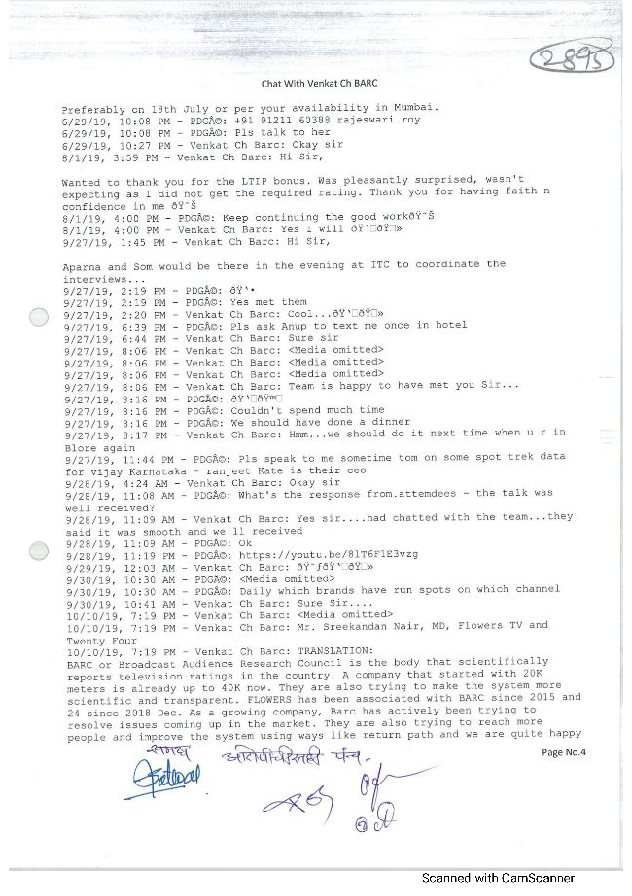 2895
Chat With Venkat Ch BARC
Preferably on 13th July or per your availability in Mumbai.
6/29/19, 10:08 PM - PDGÂ©: +91 91211 60388 rajeswari roy
6/29/19, 10:08 PM - PDGÂ©: Pls talk to her
6/29/19, 10:27 PM - Venkat Ch Barc: Okay sir
8/1/19, 3:59 PM - Venkat Ch Barc: Hi Sir,
Wanted to thank you for the LTIP bonus. Was pleasantly surprised, wasn't
expecting as I did not get the required rating. Thank you for having faith n
confidence in me ðŸ˜Š
8/1/19, 4:00 PM - PDGÂ©: Keep continuing the good workðŸ˜Š
8/1/19, 4:00 PM - Venkat Ch Barc: Yes I will ðŸ'□ðŸ□»
9/27/19, 1:45 PM - Venkat Ch Barc: Hi Sir,
Aparna and Som would be there in the evening at ITC to coordinate the
interviews...
9/27/19, 2:19 PM - PDGÂ©: ðŸ'•
9/27/19, 2:19 PM - PDGÂ©: Yes met them
9/27/19, 2:20 PM - Venkat Ch Barc: Cool...ðŸ'□ðŸ□»
9/27/19, 6:39 PM - PDGÂ©: Pls ask Anup to text me once in hotel
9/27/19, 6:44 PM - Venkat Ch Barc: Sure sir
9/27/19, 8:06 PM - Venkat Ch Barc: <Media omitted>
9/27/19, 8:06 PM - Venkat Ch Barc: <Media omitted>
9/27/19, 8:06 PM - Venkat Ch Barc: <Media omitted>
9/27/19, 8:06 PM - Venkat Ch Barc: Team is happy to have met you Sir...
9/27/19, 8:16 PM - PDGÂ©:
9/27/19, 8:16 PM - PDGÂ©: Couldn't spend much time
9/27/19, 8:16 PM - PDGÂ©: We should have done a dinner
9/27/19, 8:17 PM - Venkat Ch Barc: Hmm...we should do it next time when u r in
Blore again
9/27/19, 11:44 PM - PDGÂ©: Pls speak to me sometime tom on some spot trek data
for vijay Karnataka - ranjeet Kate is their ceo
9/28/19, 4:24 AM - Venkat Ch Barc: Okay sir
9/28/19, 11:08 AM - PDGÂ©: What's the response from.attemdees - the talk was
well received?
9/28/19, 11:09 AM - Venkat Ch Barc: Yes sir....had chatted with the team...they
said it was smooth and we ll received
9/28/19, 11:09 AM - PDGÂ©: Ok
9/28/19, 11:19 PM - PDGÂ©: https://youtu.be/81T6F1E3vzg
9/29/19, 12:03 AM - Venkat Ch Barc:
9/30/19, 10:30 AM - PDGÂ©: <Media omitted>
9/30/19, 10:30 AM - PDGÂ©: Daily which brands have run spots on which channel
9/30/19, 10:41 AM - Venkat Ch Barc: Sure Sir....
10/10/19, 7:19 PM - Venkat Ch Barc: <Media omitted>
10/10/19, 7:19 PM - Venkat Ch Barc: Mr. Sreekandan Nair, MD, Flowers TV and
Twenty Four
10/10/19, 7:19 PM - Venkat Ch Barc: TRANSLATION:
BARC or Broadcast Audience Research Council is the body that scientifically
reports television ratings in the country. A company that started with 20K
meters is already up to 40K now. They are also trying to make the system more
scientific and transparent. FLOWERS has been associated with BARC since 2015 and
24 since 2018 Dec. As a growing company, Barc has actively been trying to
resolve issues coming up in the market. They are also trying to reach more
people and improve the system using ways like return path and we are quite happy
Page No.4
समक्ष पंच.
Scanned with CamScanner